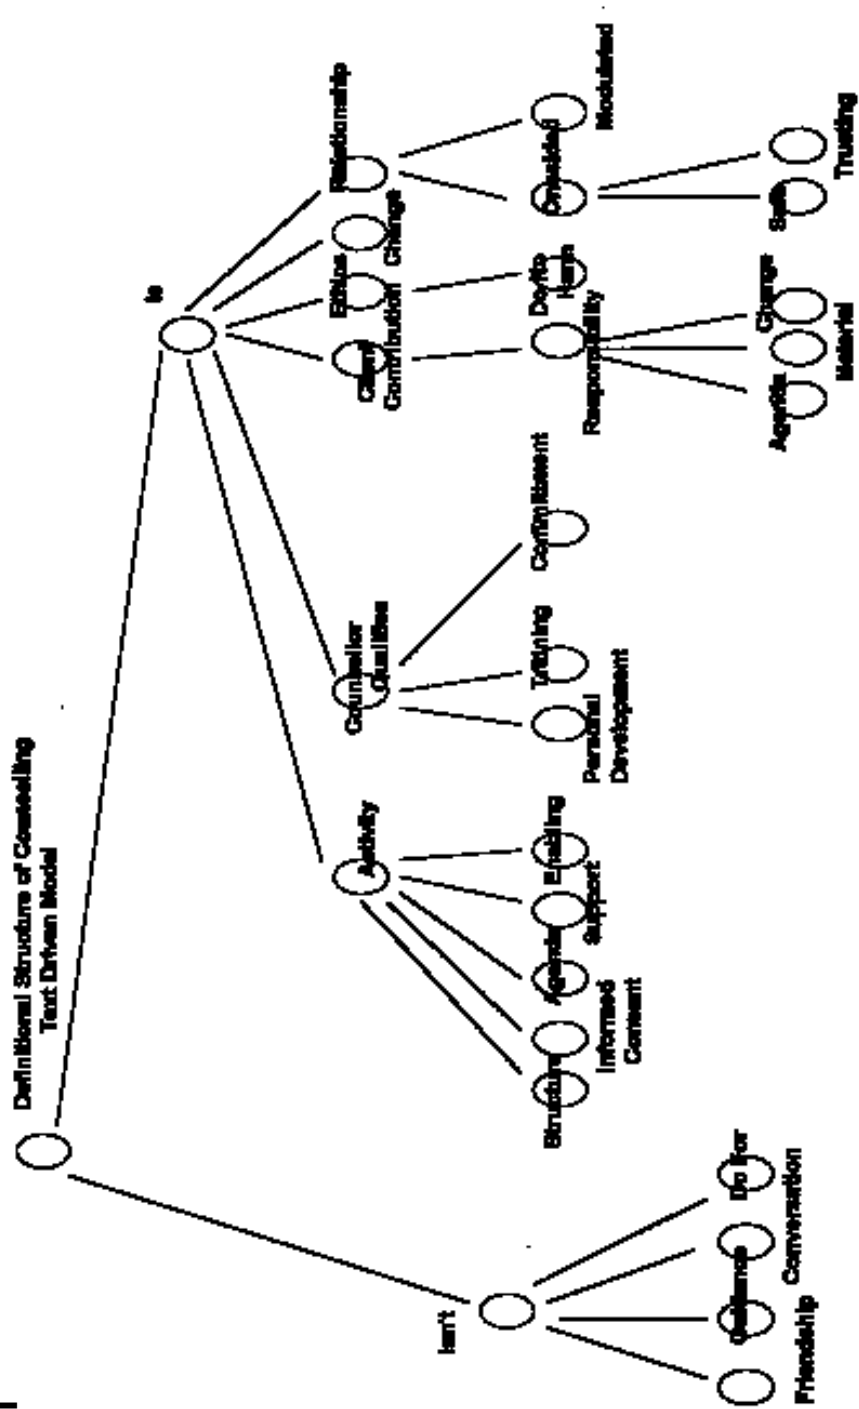 Definitional Structure of Counselling
Text Driven Model
Isn't
Is
Friendship
Guidance
Conversation
Do For
Activity
Counsellor
Qualities
Client
Contribution
Ethics
Change
Relationship
Structure
Informed
Consent
Agenda
Support
Enabling
Personal
Development
Training
Commitment
Responsibility
Do No
Harm
Modulated
Material
Change
Safe
Trusting